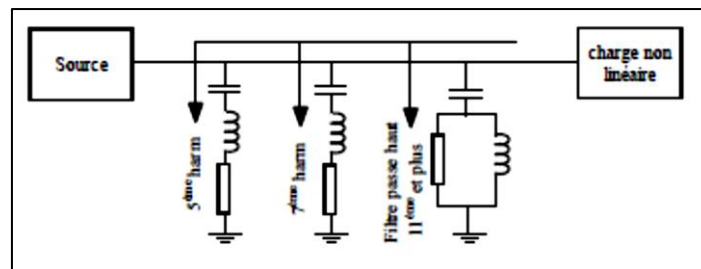 Source
charge non
linéaire
5ème harm
7ème harm
Filtre passe haut
11ème et plus